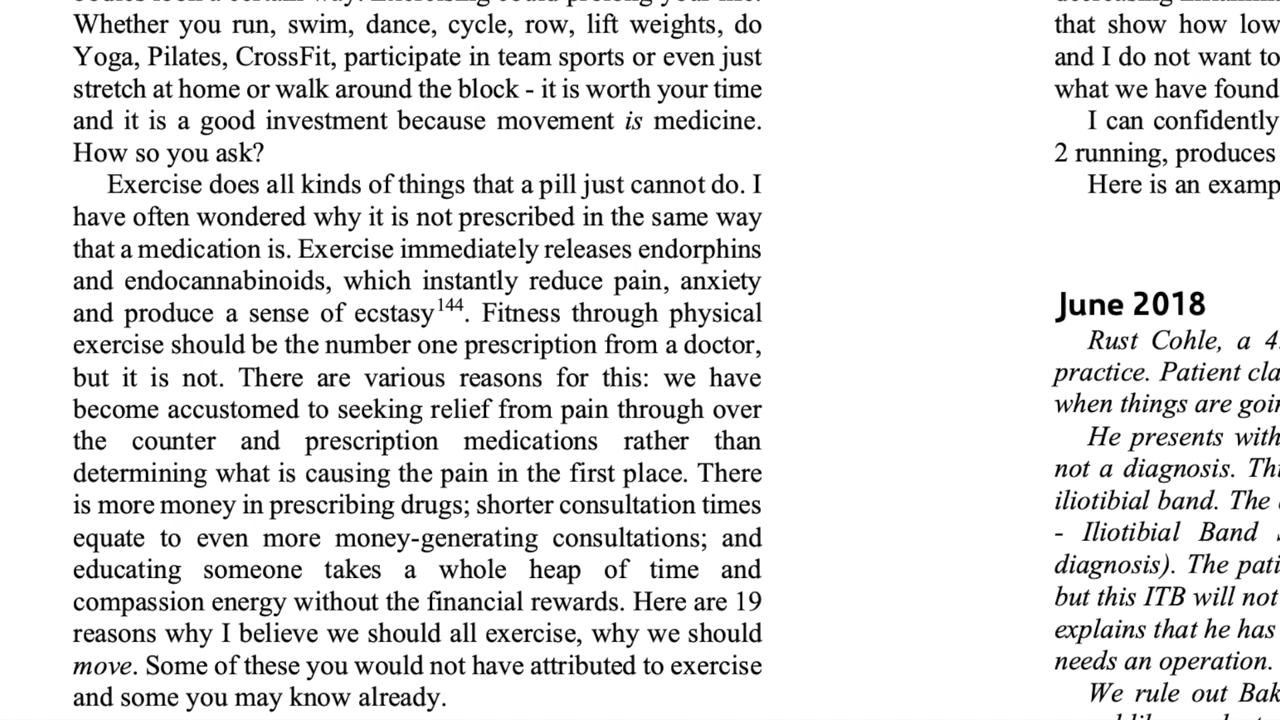 Whether you run, swim, dance, cycle, row, lift weights, do
Yoga, Pilates, CrossFit, participate in team sports or even just
stretch at home or walk around the block - it is worth your time
and it is a good investment because movement is medicine.
How so you ask?
Exercise does all kinds of things that a pill just cannot do. I
have often wondered why it is not prescribed in the same way
that a medication is. Exercise immediately releases endorphins
and endocannabinoids, which instantly reduce pain, anxiety
and produce a sense of ecstasy144. Fitness through physical
exercise should be the number one prescription from a doctor,
but it is not. There are various reasons for this: we have
become accustomed to seeking relief from pain through over
the counter and prescription medications rather than
determining what is causing the pain in the first place. There
is more money in prescribing drugs; shorter consultation times
equate to even more money-generating consultations; and
educating someone takes a whole heap of time and
compassion energy without the financial rewards. Here are 19
reasons why I believe we should all exercise, why we should
move. Some of these you would not have attributed to exercise
and some you may know already.
that show how low
and I do not want to
what we have found
I can confidently
2 running, produces
Here is an examp
June 2018
Rust Cohle, a 4
practice. Patient cla
when things are goin
He presents with
not a diagnosis. Thi
iliotibial band. The
- Iliotibial Band
diagnosis). The pati
but this ITB will not
explains that he has
needs an operation.
We rule out Bak